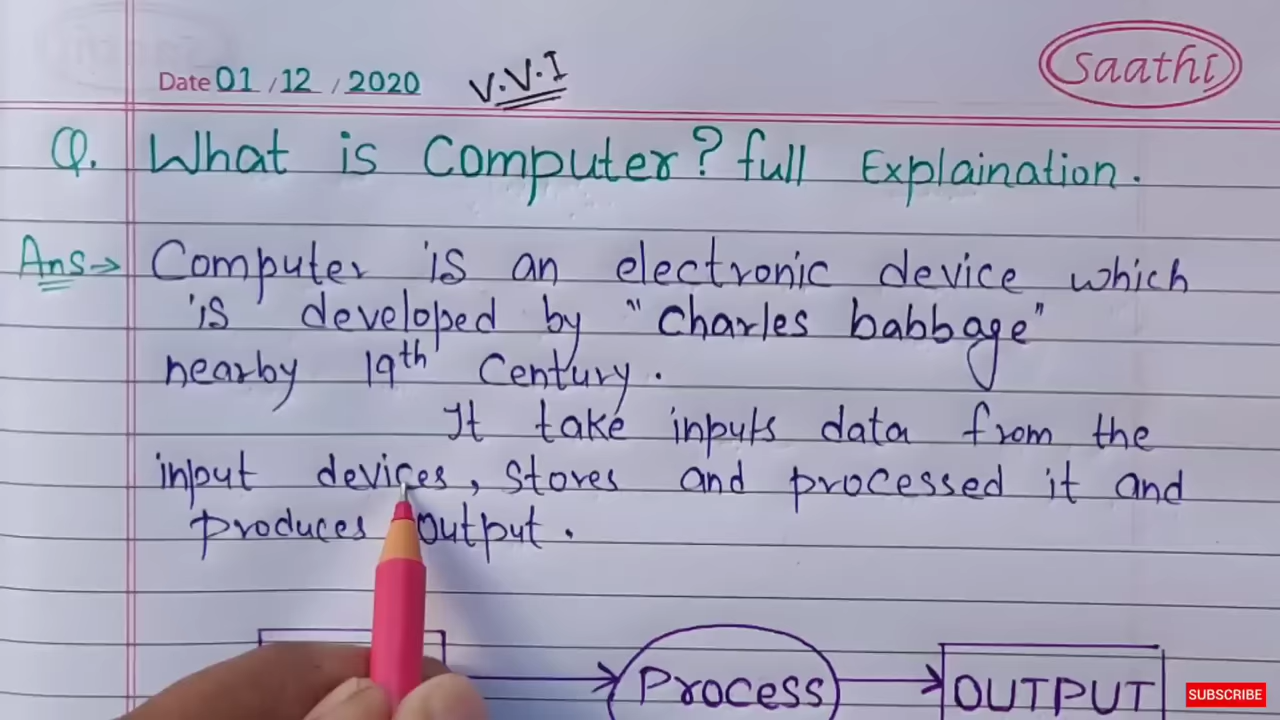 Date 01 / 12 / 2020 V.V.I Saathi
Q. What is Computer? full Explaination.
Ans→ Computer is an electronic device which
is developed by "Charles babbage"
nearby 19th Century.
It take inputs data from the
input devices, stores and processed it and
produces output.
Process OUTPUT
SUBSCRIBE